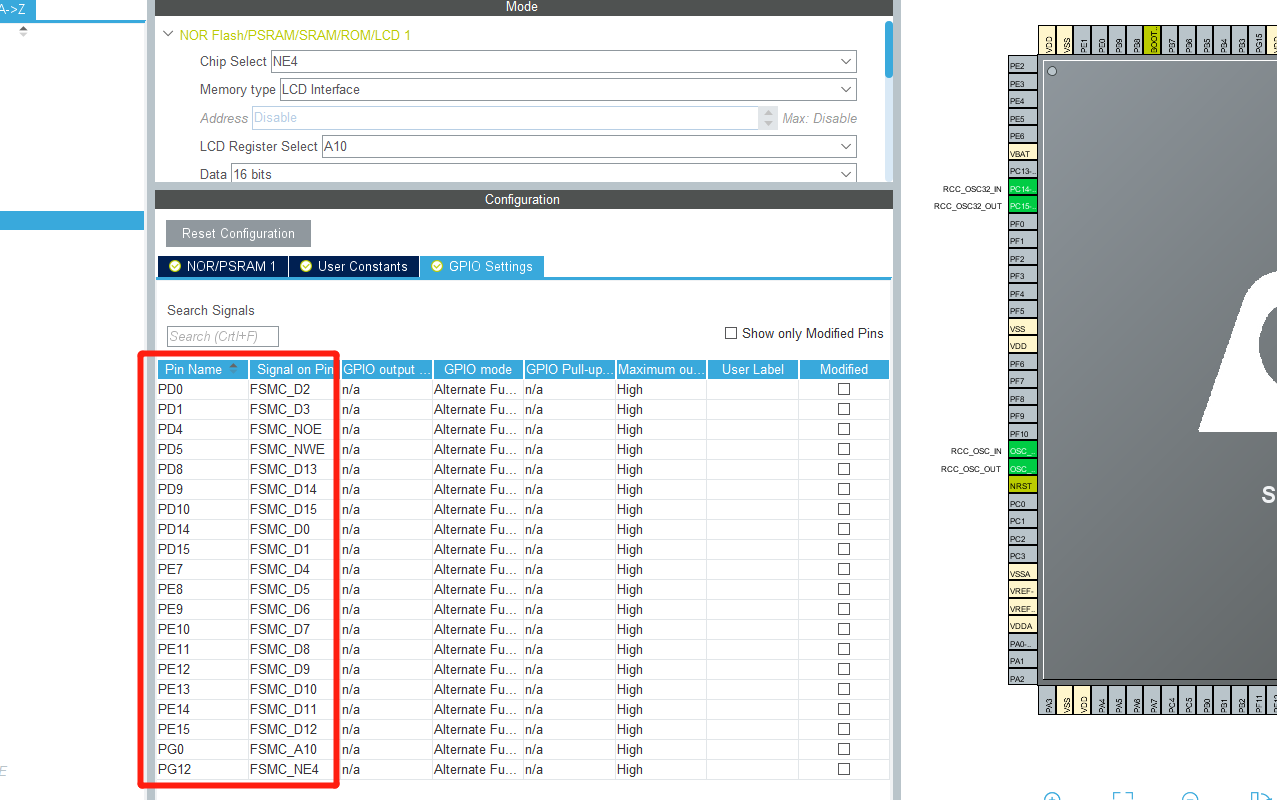 A->Z
Mode
NOR Flash/PSRAM/SRAM/ROM/LCD 1
Chip Select NE4
Memory type LCD Interface
Address Disable Max: Disable
LCD Register Select A10
Data 16 bits
Configuration
Reset Configuration
NOR/PSRAM 1 User Constants GPIO Settings
Search Signals
Search (Crtl+F)
Show only Modified Pins
Pin Name Signal on Pin GPIO output ... GPIO mode GPIO Pull-up... Maximum ou... User Label Modified
PD0 FSMC_D2 n/a Alternate Fu... n/a High
PD1 FSMC_D3 n/a Alternate Fu... n/a High
PD4 FSMC_NOE n/a Alternate Fu... n/a High
PD5 FSMC_NWE n/a Alternate Fu... n/a High
PD8 FSMC_D13 n/a Alternate Fu... n/a High
PD9 FSMC_D14 n/a Alternate Fu... n/a High
PD10 FSMC_D15 n/a Alternate Fu... n/a High
PD14 FSMC_D0 n/a Alternate Fu... n/a High
PD15 FSMC_D1 n/a Alternate Fu... n/a High
PE7 FSMC_D4 n/a Alternate Fu... n/a High
PE8 FSMC_D5 n/a Alternate Fu... n/a High
PE9 FSMC_D6 n/a Alternate Fu... n/a High
PE10 FSMC_D7 n/a Alternate Fu... n/a High
PE11 FSMC_D8 n/a Alternate Fu... n/a High
PE12 FSMC_D9 n/a Alternate Fu... n/a High
PE13 FSMC_D10 n/a Alternate Fu... n/a High
PE14 FSMC_D11 n/a Alternate Fu... n/a High
PE15 FSMC_D12 n/a Alternate Fu... n/a High
PG0 FSMC_A10 n/a Alternate Fu... n/a High
PG12 FSMC_NE4 n/a Alternate Fu... n/a High
E
VDD VSS PE1 PE0 PB9 PB8 BOOT.. PB7 PB6 PB5 PB4 PB3 PG15
PE2
PE3
PE4
PE5
PE6
VBAT
PC13-..
RCC_OSC32_IN PC14-..
RCC_OSC32_OUT PC15-..
PF0
PF1
PF2
PF3
PF4
PF5
VSS
VDD
PF6
PF7
PF8
PF9
PF10
RCC_OSC_IN OSC_..
RCC_OSC_OUT OSC_..
NRST
PC0
PC1
PC2
PC3
VSSA
VREF-
VREF..
VDDA
PA0-..
PA1
PA2
PA3 VSS VDD PA4 PA5 PA6 PA7 PC4 PC5 PB0 PB1 PB2 PF11
S